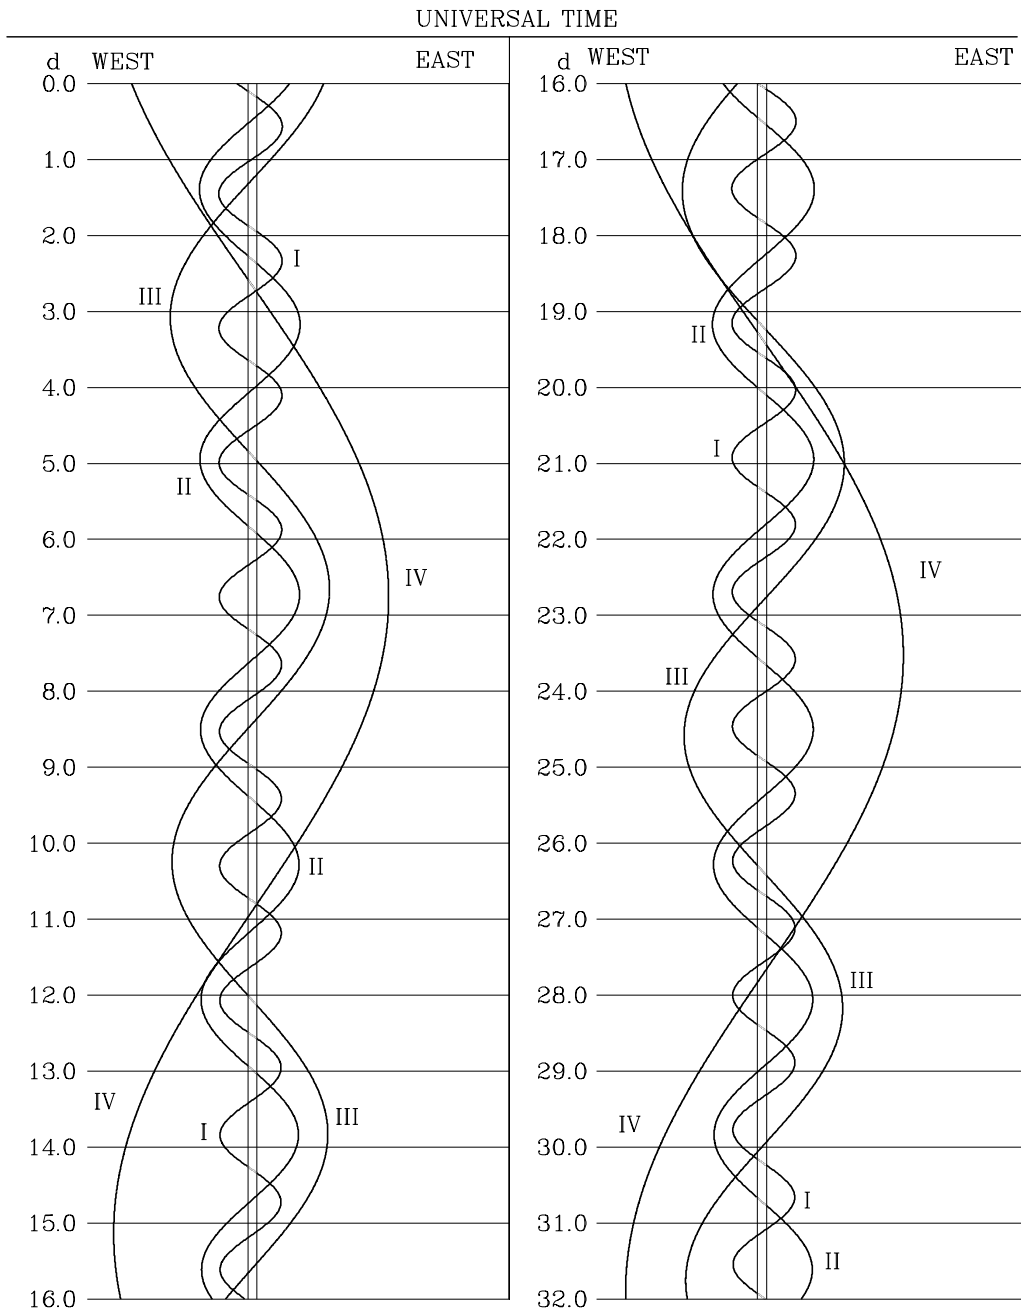 UNIVERSAL TIME
d WEST EAST
0.0
1.0
2.0
I
III
3.0
4.0
5.0
II
6.0
IV
7.0
8.0
9.0
10.0
II
11.0
12.0
13.0
IV
III
I
14.0
15.0
16.0
d WEST EAST
16.0
17.0
18.0
19.0
II
20.0
I
21.0
22.0
IV
23.0
III
24.0
25.0
26.0
27.0
III
28.0
29.0
IV
30.0
I
31.0
II
32.0